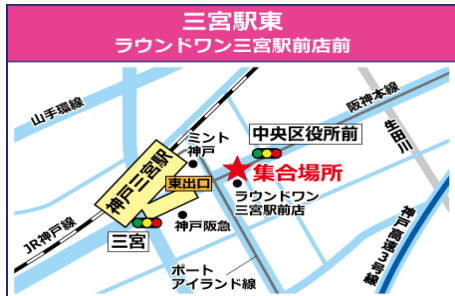 三宮駅東
ラウンドワン三宮駅前店前
山手環線
ミント
神戸
中央区役所前
阪神本線
生田川
神戸三宮駅
東出口
集合場所
ラウンドワン
三宮駅前店
JR神戸線
三宮
神戸阪急
ポート
アイランド線
神戸高速3号線